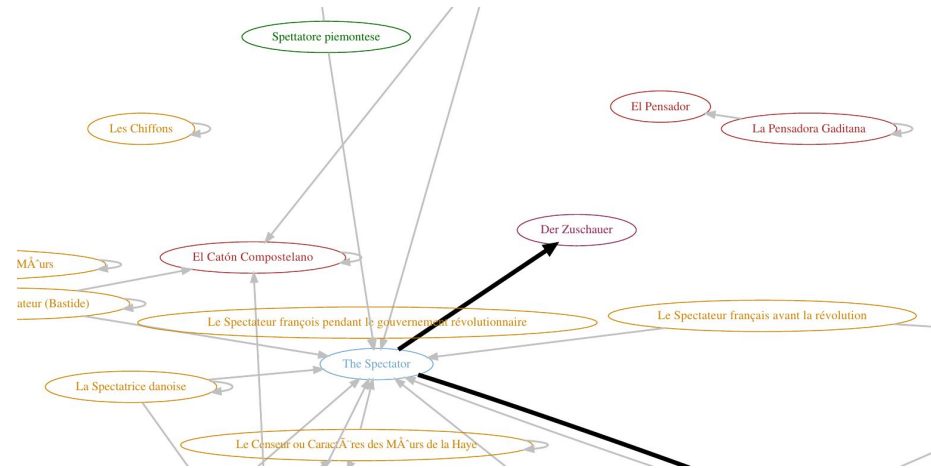 Spettatore piemontese
El Pensador
Les Chiffons
La Pensadora Gaditana
Der Zuschauer
El Catón Compostelano
MÅ“urs
ateur (Bastide)
Le Spectateur françois pendant le gouvernement révolutionnaire
Le Spectateur français avant la révolution
The Spectator
La Spectatrice danoise
Le Censeur ou CaractÃ¨res des MÅ“urs de la Haye